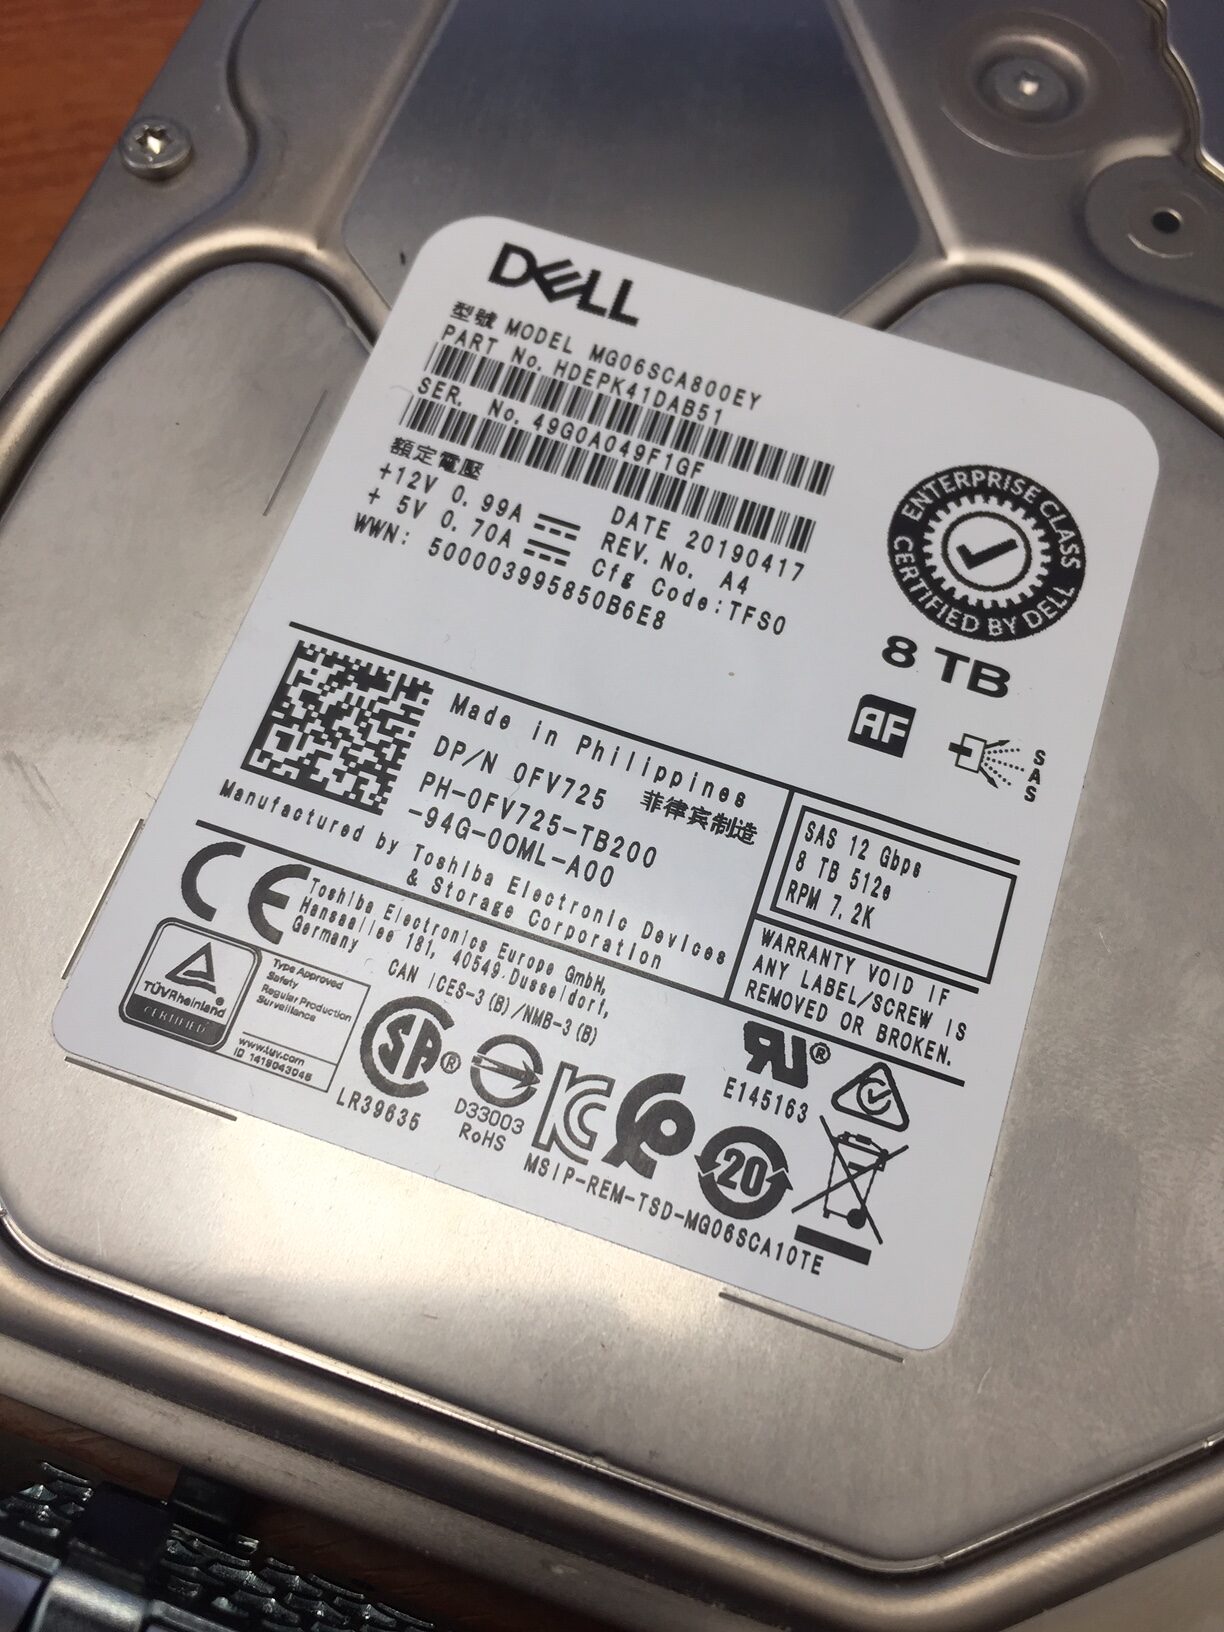 DELL
型號 MODEL MG06SCA800EY
PART No. HDEPK41DAB51
SER. No. 49G0A049F1GF
額定電壓
+12V 0.99A
+ 5V 0.70A
DATE 20190417
REV. No. A4
Cfg Code:TFS0
WWN: 500003995850B6E8
ENTERPRISE CLASS
CERTIFIED BY DELL
8 TB
AF
SAS
Made in Philippines
DP/N 0FV725 菲律宾制造
PH-0FV725-TB200
-94G-00ML-A00
Manufactured by Toshiba Electronic Devices
& Storage Corporation
SAS 12 Gbps
8 TB 512e
RPM 7.2K
WARRANTY VOID IF
ANY LABEL/SCREW IS
REMOVED OR BROKEN.
CE
Toshiba Electronics Europe GmbH,
Hansaallee 181, 40549 Dusseldorf,
Germany
CAN ICES-3(B)/NMB-3(B)
TÜVRheinland®
CERTIFIED
Type Approved
Safety
Regular Production
Surveillance
www.tuv.com
ID 1419043046
SA®
LR39635
D33003
RoHS
MSIP-REM-TSD-MG06SCA10TE
20
RU®
E145163